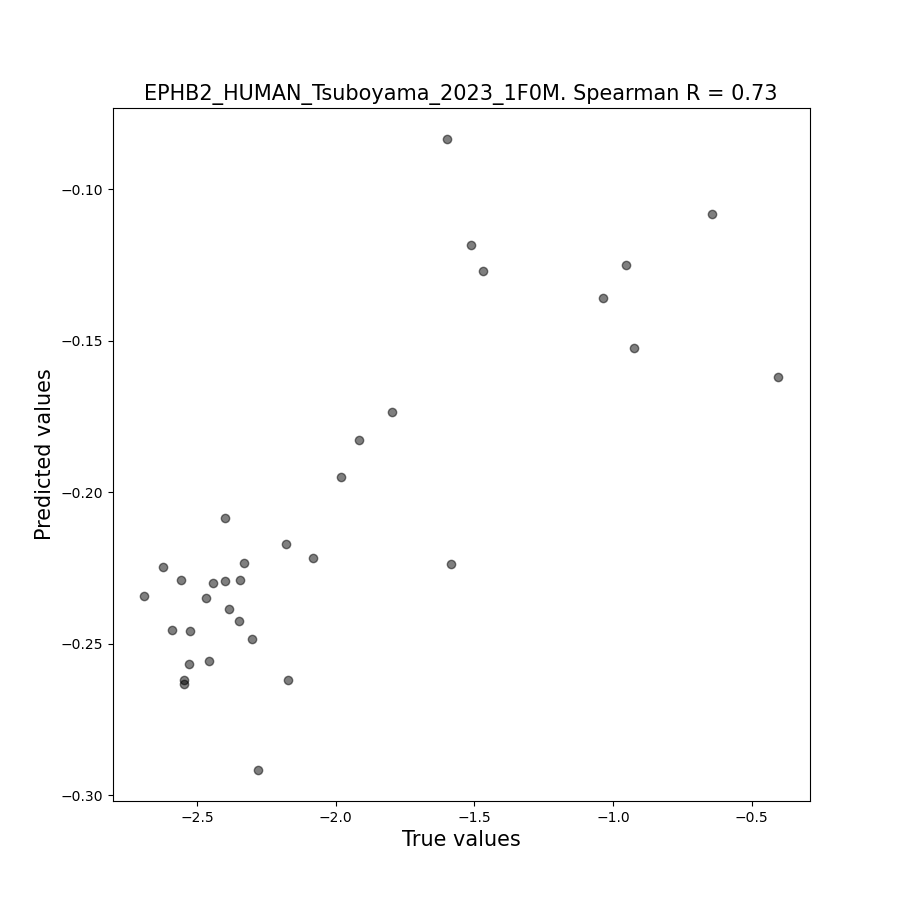 EPHB2_HUMAN_Tsuboyama_2023_1F0M. Spearman R = 0.73
−0.10
−0.15
−0.20
−0.25
−0.30
Predicted values
−2.5 −2.0 −1.5 −1.0 −0.5
True values